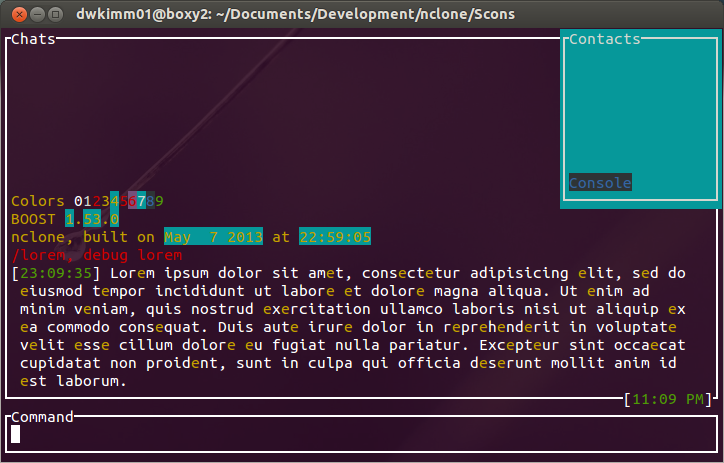 dwkimm01@boxy2: ~/Documents/Development/nclone/Scons
Chats
Contacts
Console
Colors 0123456789
BOOST 1.53.0
nclone, built on May  7 2013 at 22:59:05
/lorem, debug lorem
[23:09:35] Lorem ipsum dolor sit amet, consectetur adipisicing elit, sed do
eiusmod tempor incididunt ut labore et dolore magna aliqua. Ut enim ad
minim veniam, quis nostrud exercitation ullamco laboris nisi ut aliquip ex
ea commodo consequat. Duis aute irure dolor in reprehenderit in voluptate
velit esse cillum dolore eu fugiat nulla pariatur. Excepteur sint occaecat
cupidatat non proident, sunt in culpa qui officia deserunt mollit anim id
est laborum.
[11:09 PM]
Command